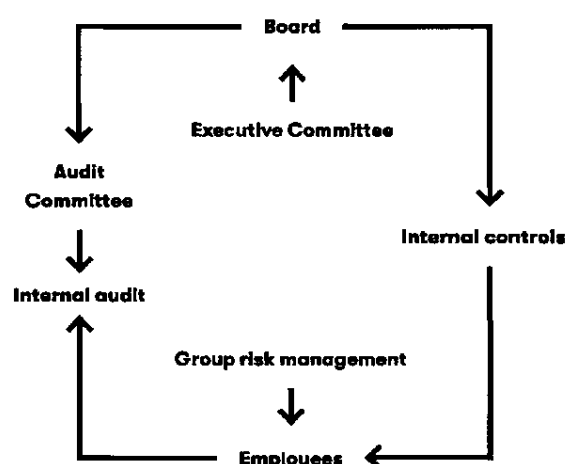 Board
Executive Committee
Audit
Committee
Internal controls
Internal audit
Group risk management
Employees